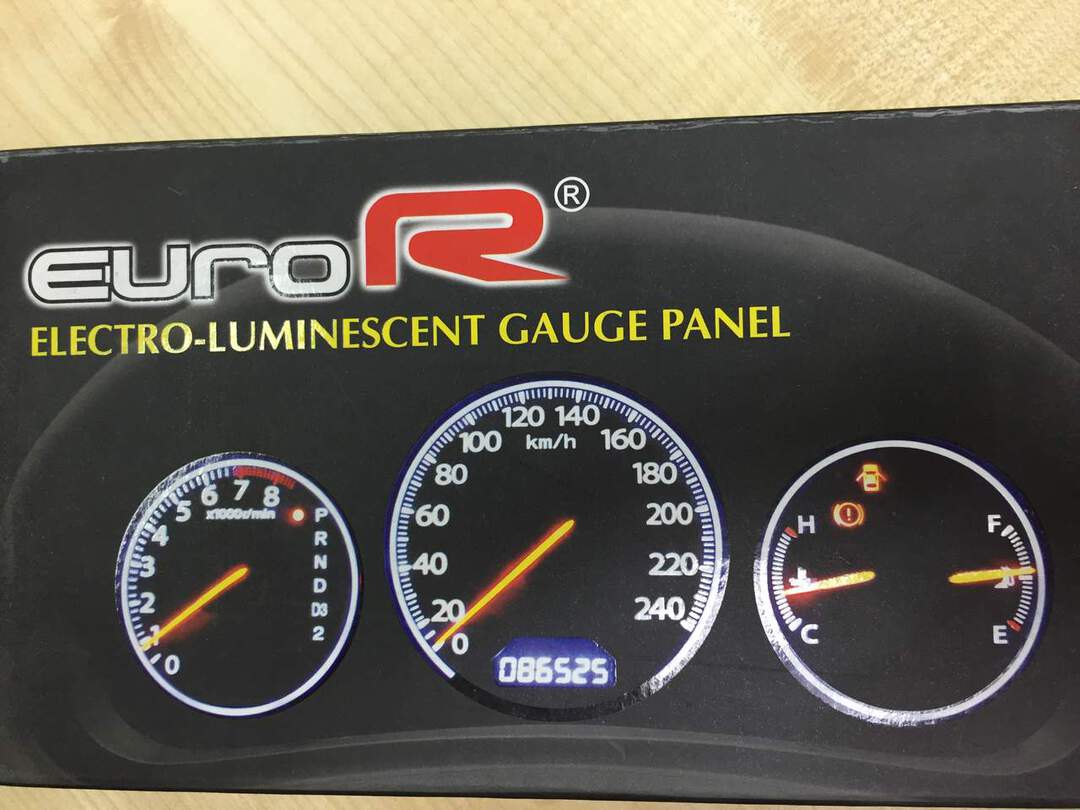 EuroR®
ELECTRO-LUMINESCENT GAUGE PANEL
0 1 2 3 4 5 6 7 8
x1000r/min
P
R
N
D
D3
2
0 20 40 60 80 100 120 140 160 180 200 220 240
km/h
086525
H
C
F
E